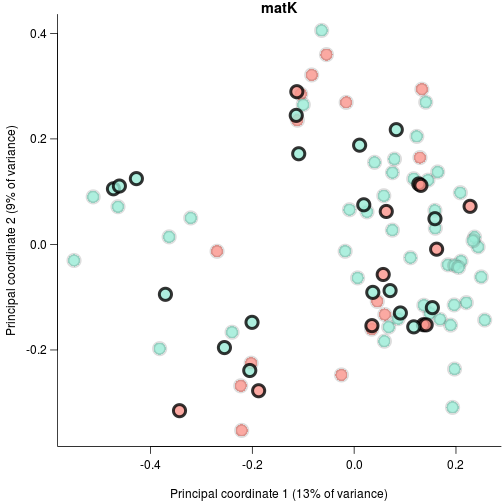 matK
0.4
0.2
0.0
-0.2
Principal coordinate 2 (9% of variance)
-0.4
-0.2
0.0
0.2
Principal coordinate 1 (13% of variance)